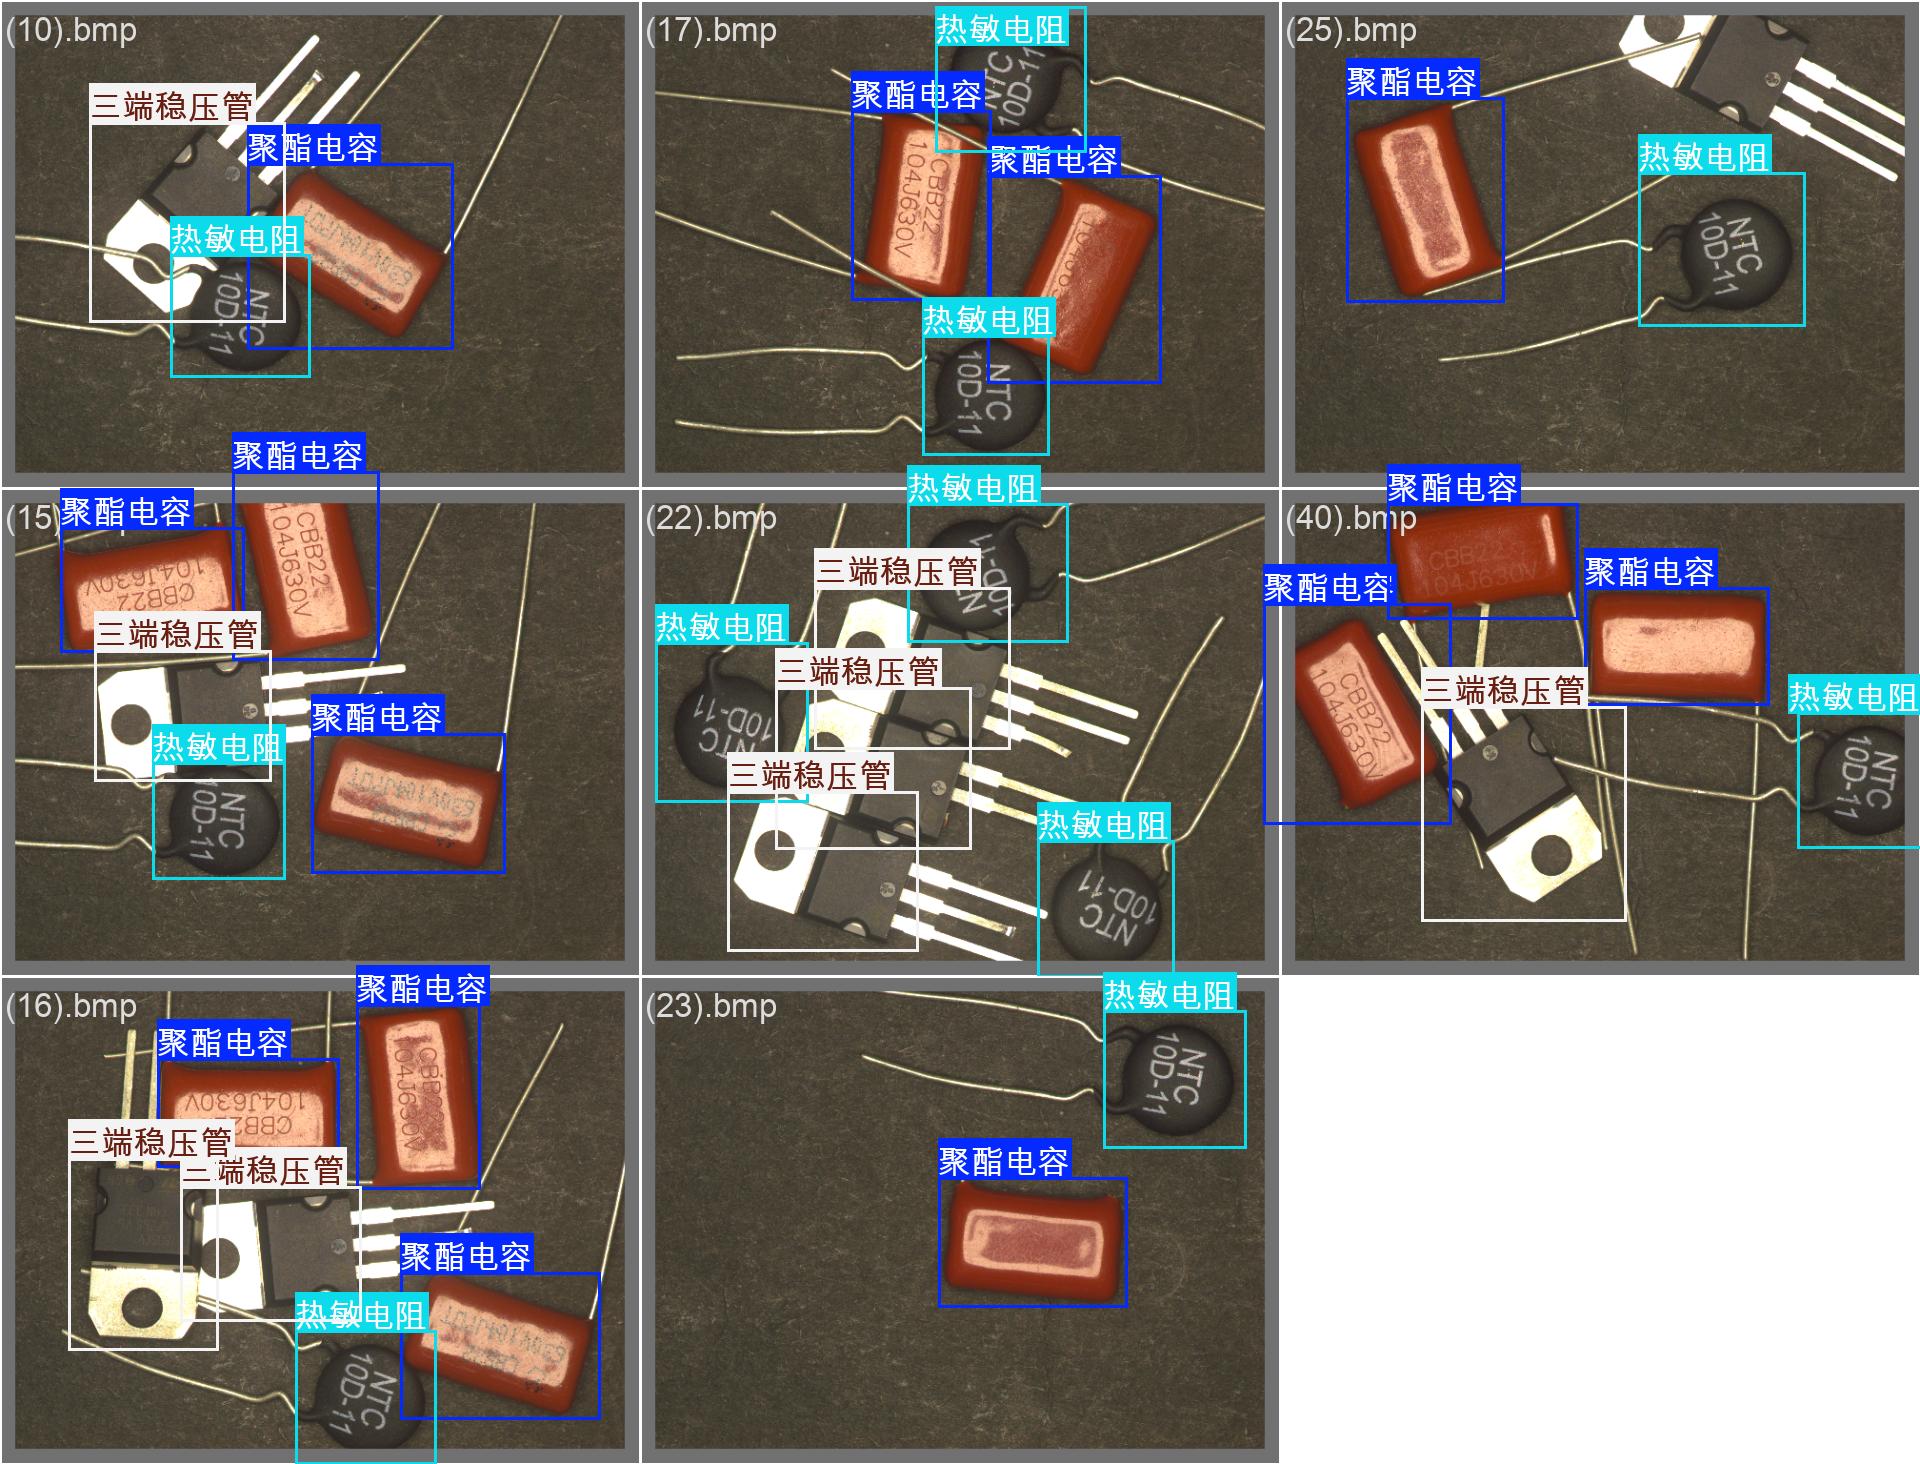 (10).bmp
三端稳压管
聚酯电容
630V104JTDT
热敏电阻
NTC
10D-11
(17).bmp
热敏电阻
NTC
10D-11
聚酯电容
CBB22
104J630V
聚酯电容
热敏电阻
NTC
10D-11
(25).bmp
聚酯电容
热敏电阻
NTC
10D-11
(15)
聚酯电容
CBB22
104J630V
聚酯电容
CBB22
104J630V
三端稳压管
热敏电阻
NTC
10D-11
聚酯电容
630V104JTDT
(22).bmp
热敏电阻
NTC
10D-11
三端稳压管
热敏电阻
NTC
10D-11
三端稳压管
三端稳压管
热敏电阻
NTC
10D-11
(40).bmp
聚酯电容
CBB22
104J630V
聚酯电容
CBB22
104J630V
聚酯电容
三端稳压管
热敏电阻
NTC
10D-11
(16).bmp
聚酯电容
CBB22
104J630V
聚酯电容
CBB22
104J630V
三端稳压管
三端稳压管
聚酯电容
630V104JTDT
热敏电阻
NTC
10D-11
(23).bmp
热敏电阻
NTC
10D-11
聚酯电容